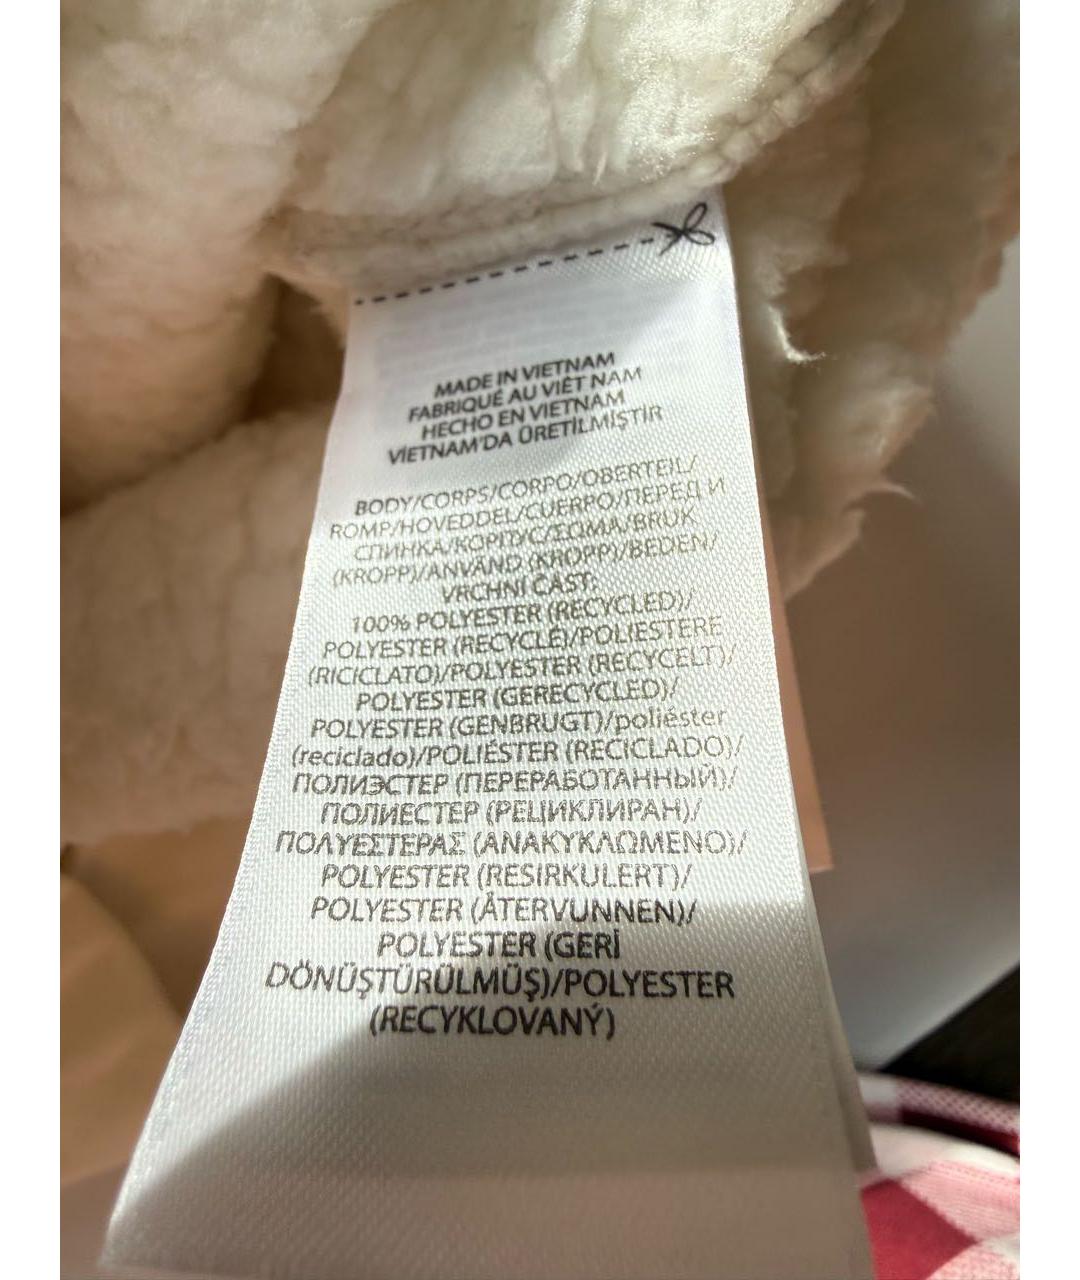 MADE IN VIETNAM
FABRIQUÉ AU VIÊT NAM
HECHO EN VIETNAM
VİETNAM'DA ÜRETİLMİŞTİR
BODY/CORPS/CORPO/OBERTEIL/
ROMP/HOVEDDEL/CUERPO/ПЕРЕД И
СПИНКА/КОРПУС/ΣΩΜΑ/BRUK
(KROPP)/ANVÄND (KROPP)/BEDEN/
VRCHNÍ ČÁST:
100% POLYESTER (RECYCLED)/
POLYESTER (RECYCLÉ)/POLIESTERE
(RICICLATO)/POLYESTER (RECYCELT)/
POLYESTER (GERECYCLED)/
POLYESTER (GENBRUGT)/poliéster
(reciclado)/POLIÉSTER (RECICLADO)/
ПОЛИЭСТЕР (ПЕРЕРАБОТАННЫЙ)/
ПОЛИЕСТЕР (РЕЦИКЛИРАН)/
ΠΟΛΥΕΣΤΕΡΑΣ (ΑΝΑΚΥΚΛΩΜΕΝΟ)/
POLYESTER (RESIRKULERT)/
POLYESTER (ÅTERVUNNEN)/
POLYESTER (GERİ
DÖNÜŞTÜRÜLMÜŞ)/POLYESTER
(RECYKLOVANÝ)